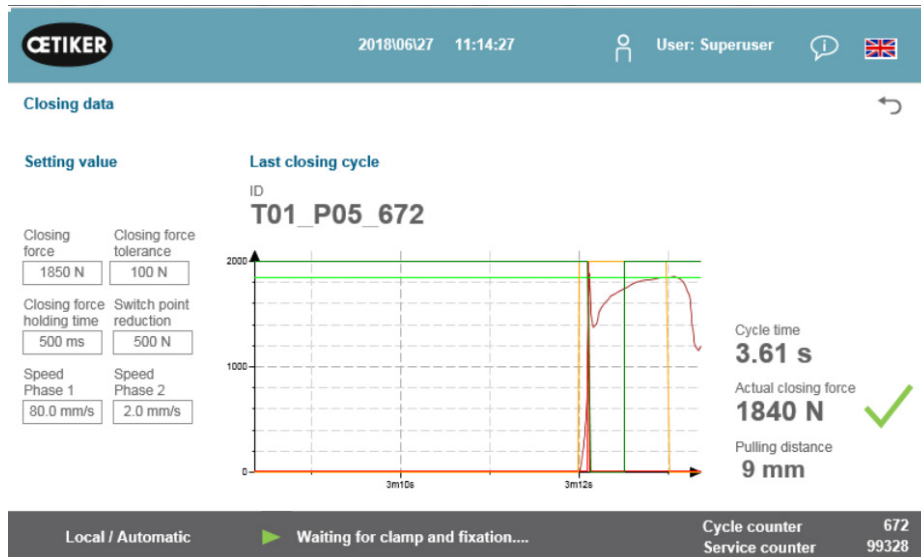 ŒTIKER
2018\06\27 11:14:27
User: Superuser
Closing data
Setting value
Last closing cycle
ID
T01_P05_672
Closing force
1850 N
Closing force tolerance
100 N
Closing force holding time
500 ms
Switch point reduction
500 N
Speed Phase 1
80.0 mm/s
Speed Phase 2
2.0 mm/s
2000
1000
0
3m10s
3m12s
Cycle time
3.61 s
Actual closing force
1840 N
Pulling distance
9 mm
Local / Automatic
Waiting for clamp and fixation....
Cycle counter 672
Service counter 99328